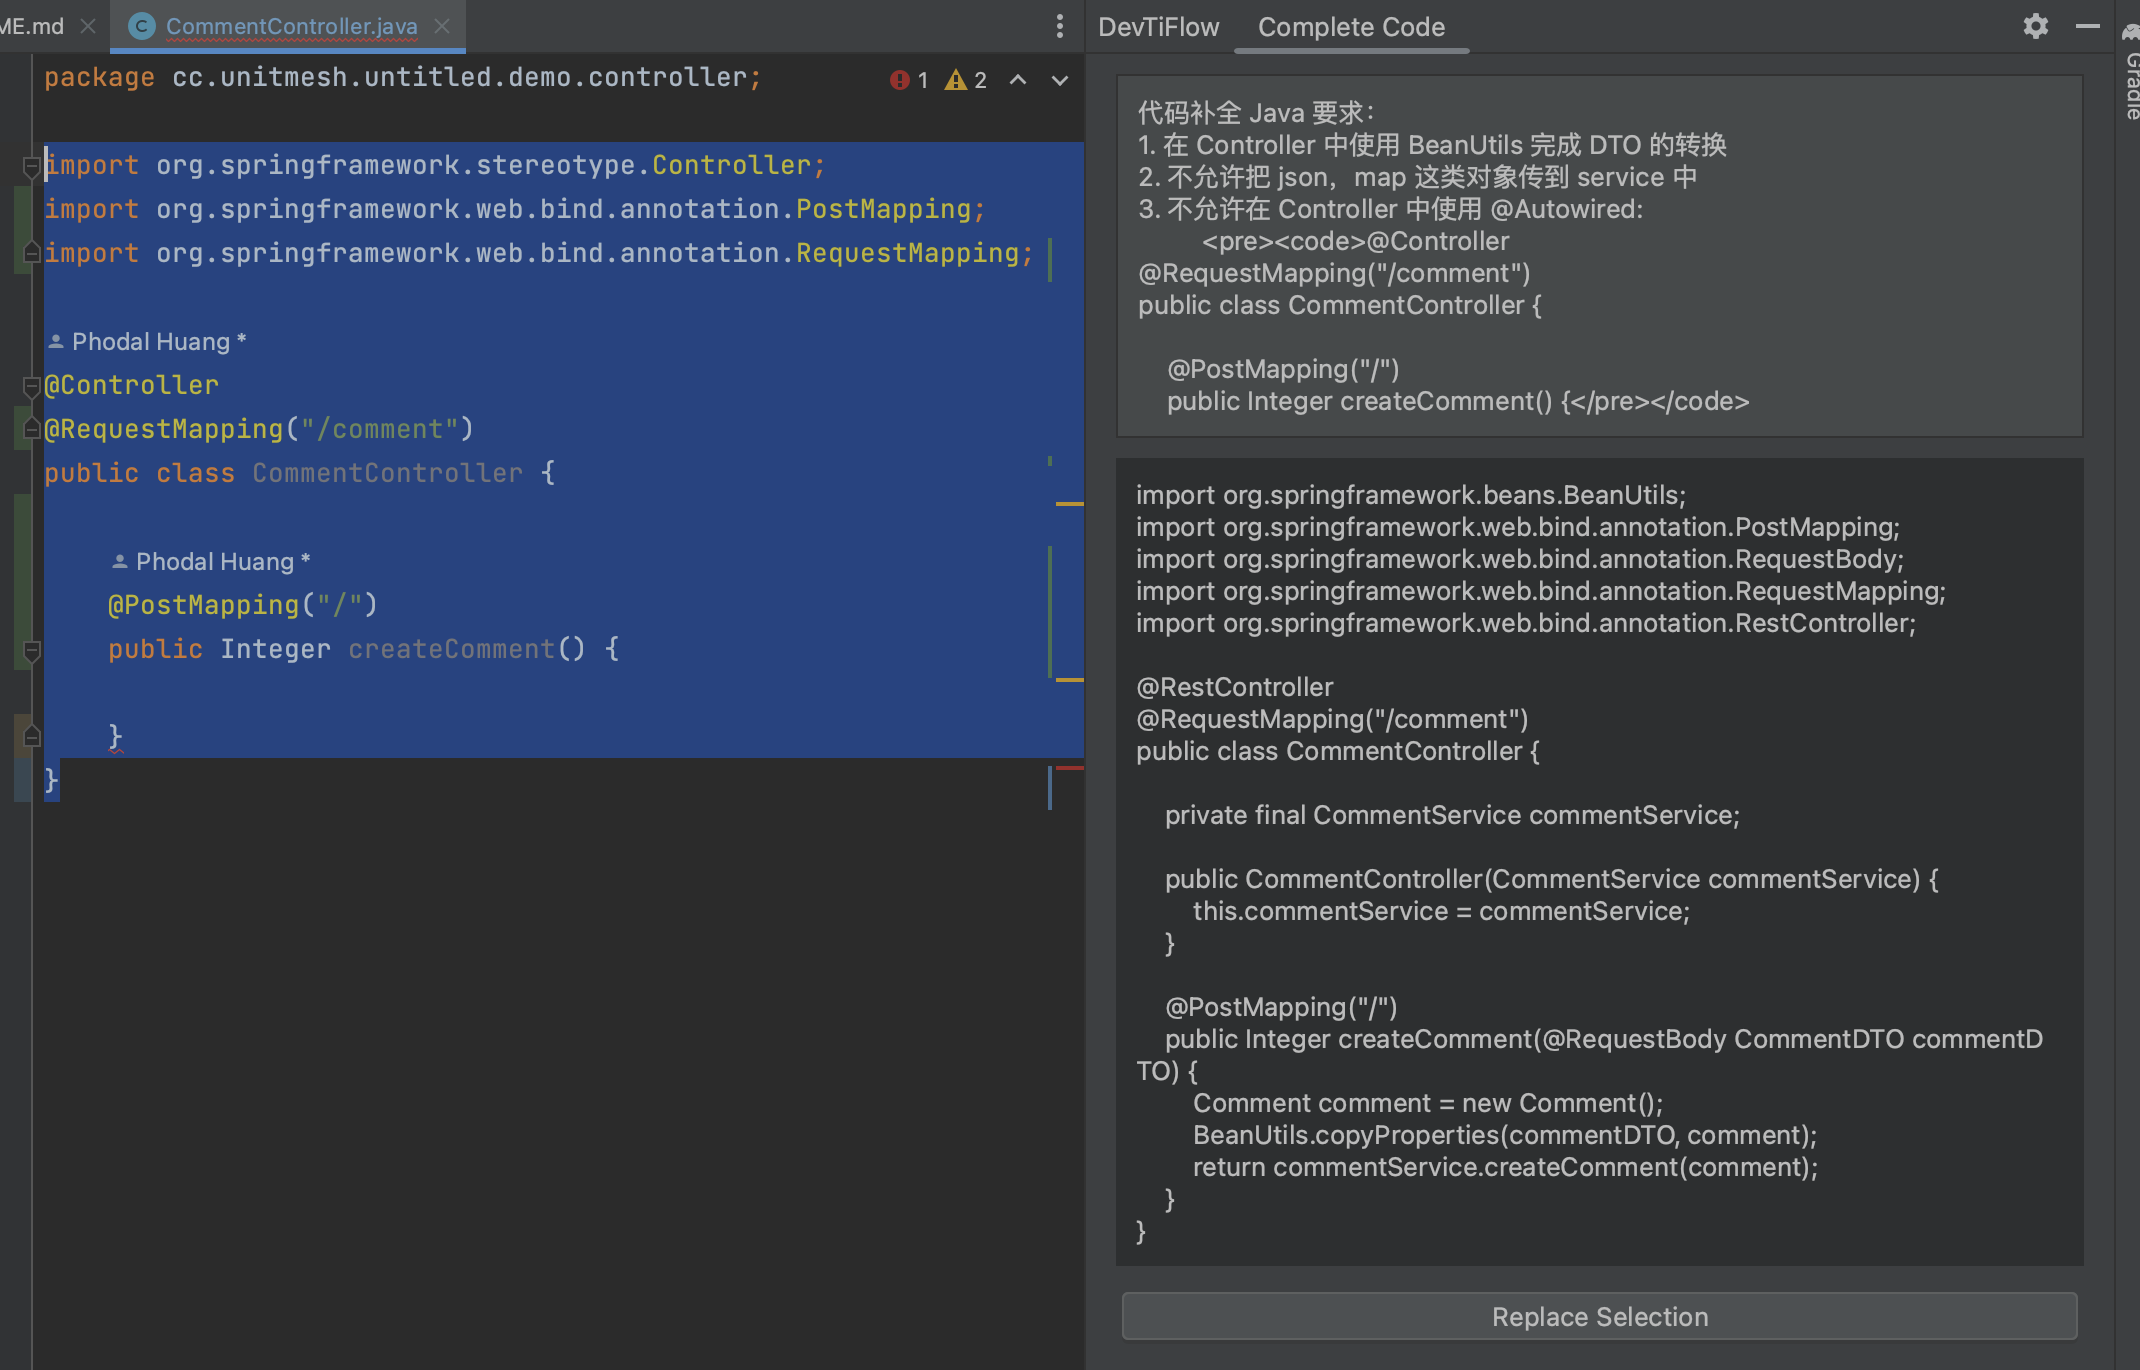 ME.md
CommentController.java
package cc.unitmesh.untitled.demo.controller;
1 2
import org.springframework.stereotype.Controller;
import org.springframework.web.bind.annotation.PostMapping;
import org.springframework.web.bind.annotation.RequestMapping;
Phodal Huang *
@Controller
@RequestMapping("/comment")
public class CommentController {
Phodal Huang *
@PostMapping("/")
public Integer createComment() {
}
}
DevTiFlow
Complete Code
代码补全 Java 要求：
1. 在 Controller 中使用 BeanUtils 完成 DTO 的转换
2. 不允许把 json，map 这类对象传到 service 中
3. 不允许在 Controller 中使用 @Autowired:
<pre><code>@Controller
@RequestMapping("/comment")
public class CommentController {
@PostMapping("/")
public Integer createComment() {</pre></code>
import org.springframework.beans.BeanUtils;
import org.springframework.web.bind.annotation.PostMapping;
import org.springframework.web.bind.annotation.RequestBody;
import org.springframework.web.bind.annotation.RequestMapping;
import org.springframework.web.bind.annotation.RestController;
@RestController
@RequestMapping("/comment")
public class CommentController {
private final CommentService commentService;
public CommentController(CommentService commentService) {
this.commentService = commentService;
}
@PostMapping("/")
public Integer createComment(@RequestBody CommentDTO commentD
TO) {
Comment comment = new Comment();
BeanUtils.copyProperties(commentDTO, comment);
return commentService.createComment(comment);
}
}
Replace Selection
Gradle